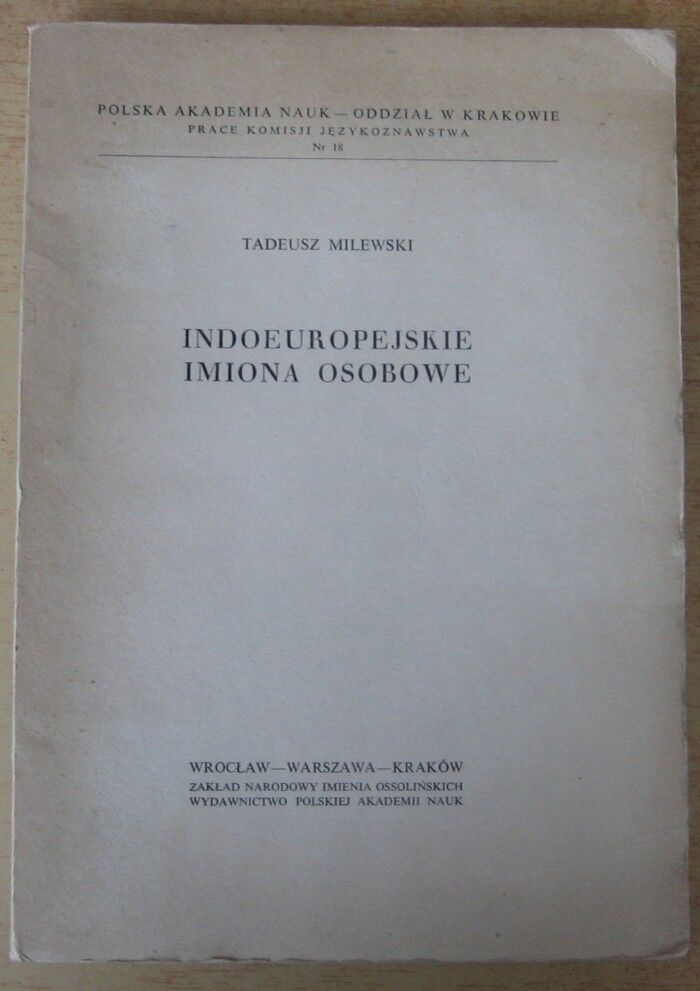 POLSKA AKADEMIA NAUK — ODDZIAŁ W KRAKOWIE
PRACE KOMISJI JĘZYKOZNAWSTWA
Nr 18
TADEUSZ MILEWSKI
INDOEUROPEJSKIE
IMIONA OSOBOWE
WROCŁAW—WARSZAWA—KRAKÓW
ZAKŁAD NARODOWY IMIENIA OSSOLIŃSKICH
WYDAWNICTWO POLSKIEJ AKADEMII NAUK